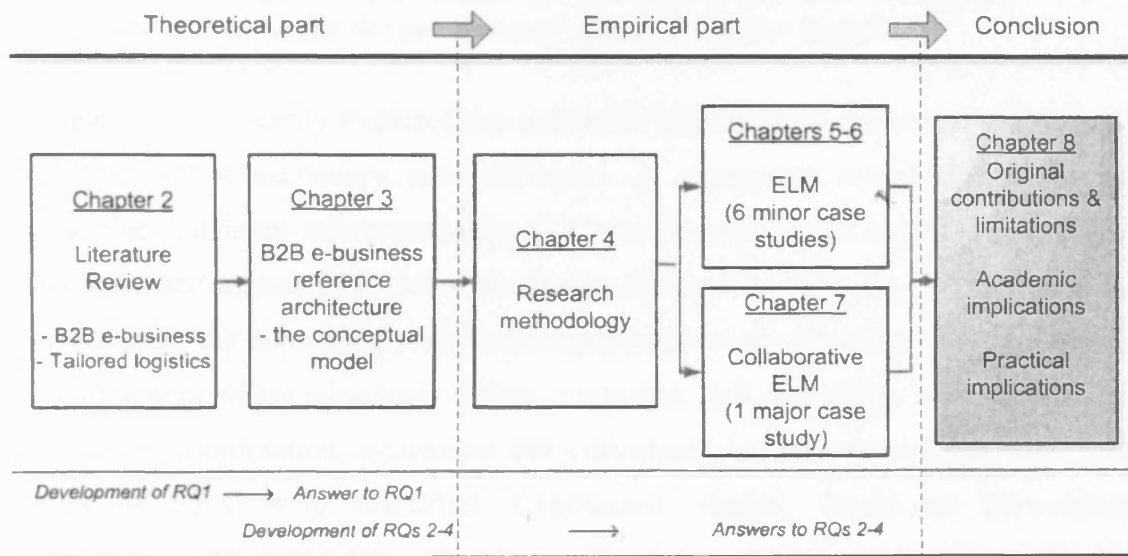 Theoretical part
Empirical part
Conclusion
Chapter 2
Literature
Review
- B2B e-business
- Tailored logistics
Chapter 3
B2B e-business
reference
architecture
- the conceptual
model
Chapter 4
Research
methodology
Chapters 5-6
ELM
(6 minor case
studies)
Chapter 7
Collaborative
ELM
(1 major case
study)
Chapter 8
Original
contributions &
limitations
Academic
implications
Practical
implications
Development of RQ1
Answer to RQ1
Development of RQs 2-4
Answers to RQs 2-4